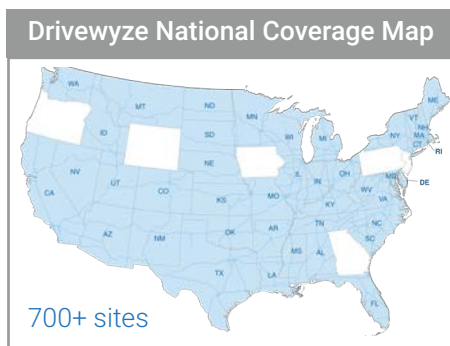 Drivewyze National Coverage Map
WA
MT
ND
MN
ME
VT
NH
MA
CT
RI
NY
ID
SD
WI
MI
NE
IL
IN
OH
MD
DE
NV
UT
CO
KS
MO
KY
WV
VA
CA
AZ
NM
OK
AR
TN
NC
SC
MS
AL
TX
LA
FL
700+ sites